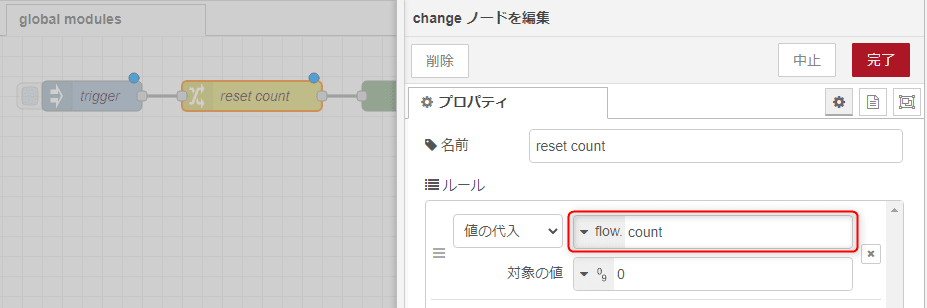 global modules
trigger
reset count
change ノードを編集
削除
中止
完了
プロパティ
名前
reset count
ルール
値の代入
flow. count
対象の値
0
9
0